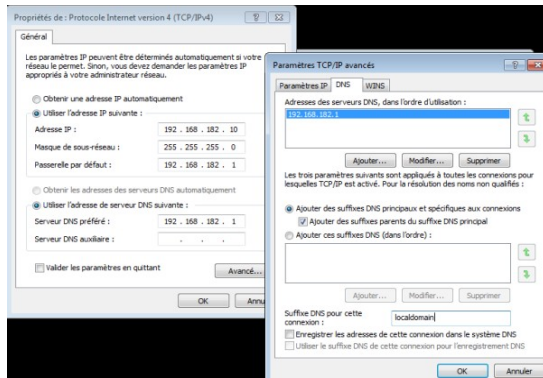 Propriétés de : Protocole Internet version 4 (TCP/IPv4)
Général
Les paramètres IP peuvent être déterminés automatiquement si votre
réseau le permet. Sinon, vous devez demander les paramètres IP
appropriés à votre administrateur réseau.
Obtenir une adresse IP automatiquement
Utiliser l'adresse IP suivante :
Adresse IP : 192 . 168 . 182 . 10
Masque de sous-réseau : 255 . 255 . 255 . 0
Passerelle par défaut : 192 . 168 . 182 . 1
Obtenir les adresses des serveurs DNS automatiquement
Utiliser l'adresse de serveur DNS suivante :
Serveur DNS préféré : 192 . 168 . 182 . 1
Serveur DNS auxiliaire : . . .
Valider les paramètres en quittant
Avancé...
OK Annu
Paramètres TCP/IP avancés
Paramètres IP DNS WINS
Adresses des serveurs DNS, dans l'ordre d'utilisation :
192.168.182.1
Ajouter... Modifier... Supprimer
Les trois paramètres suivants sont appliqués à toutes les connexions pour
lesquelles TCP/IP est activé. Pour la résolution des noms non qualifiés :
Ajouter des suffixes DNS principaux et spécifiques aux connexions
Ajouter des suffixes parents du suffixe DNS principal
Ajouter ces suffixes DNS (dans l'ordre) :
Ajouter... Modifier... Supprimer
Suffixe DNS pour cette
connexion : localdomain
Enregistrer les adresses de cette connexion dans le système DNS
Utiliser le suffixe DNS de cette connexion pour l'enregistrement DNS
OK Annuler